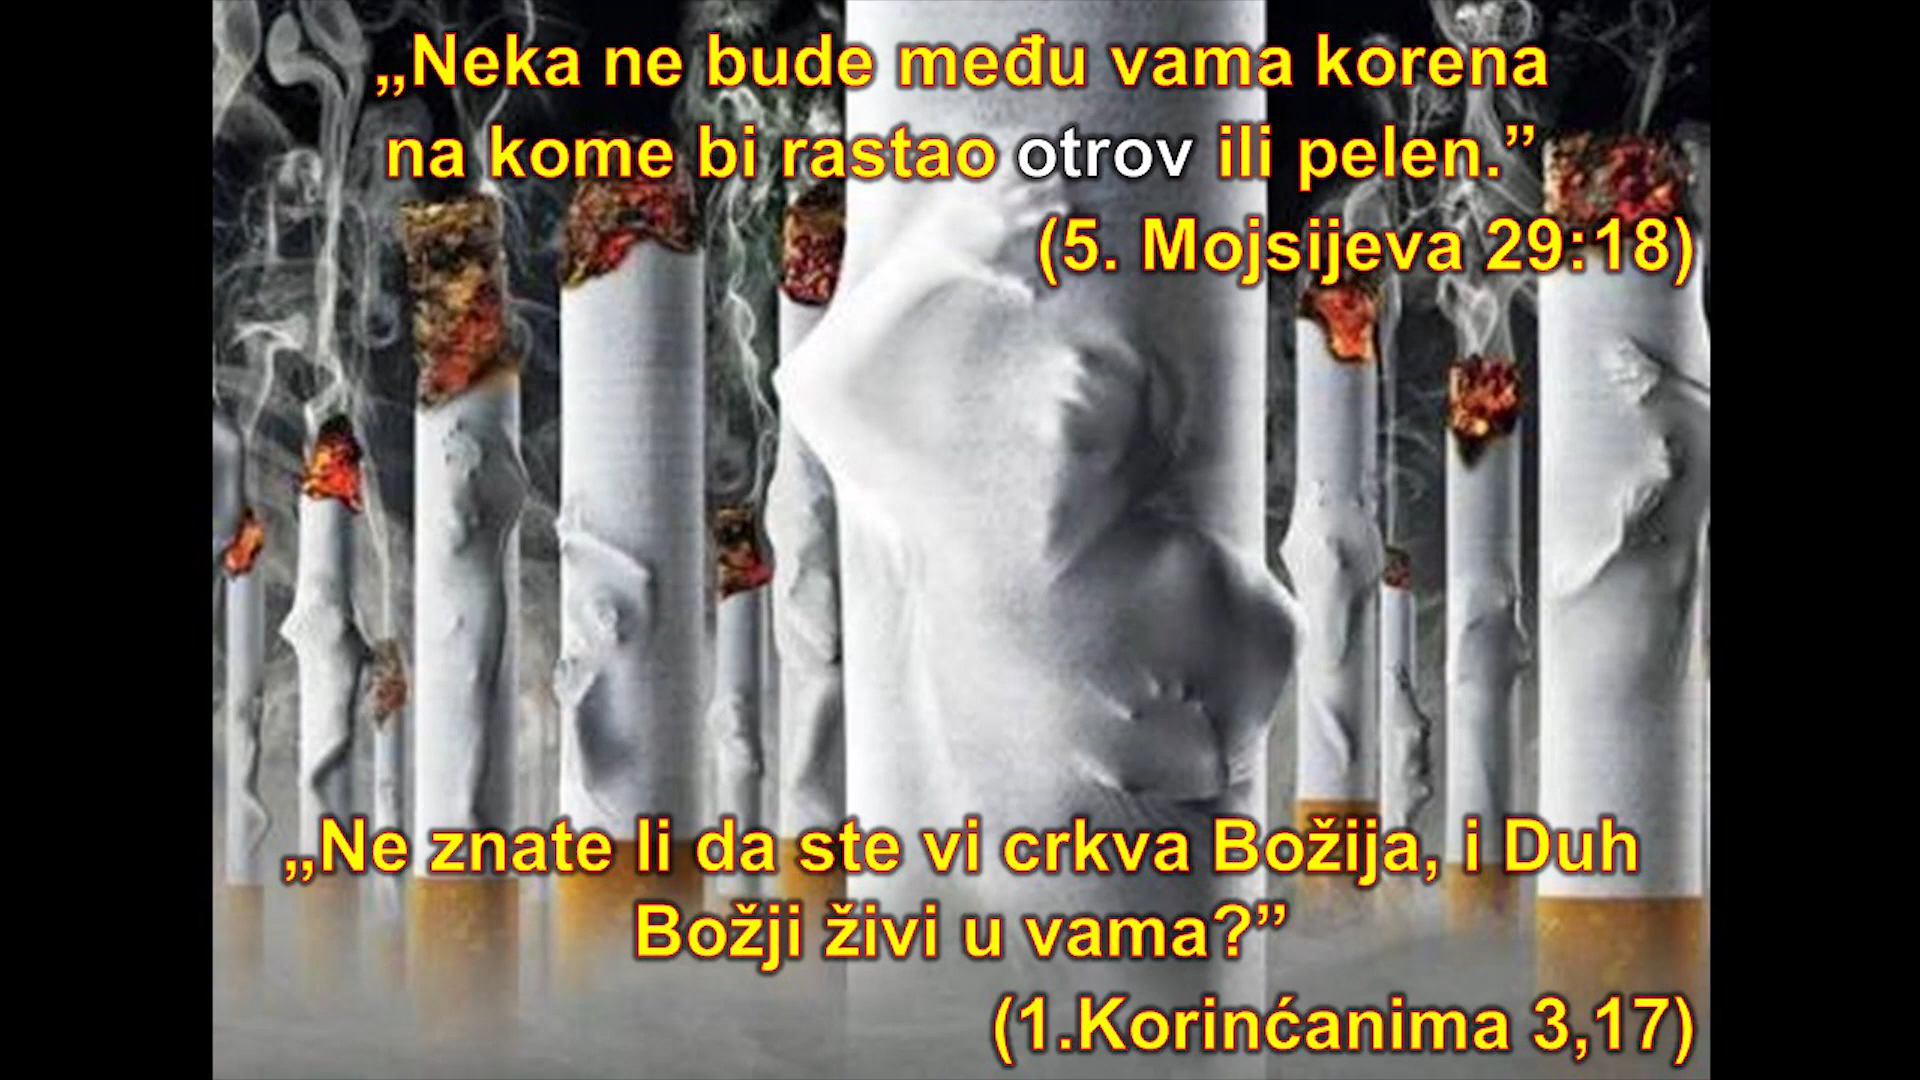 „Neka ne bude među vama korena
na kome bi rastao otrov ili pelen.”
(5. Mojsijeva 29:18)
„Ne znate li da ste vi crkva Božija, i Duh
Božji živi u vama?”
(1.Korinćanima 3,17)